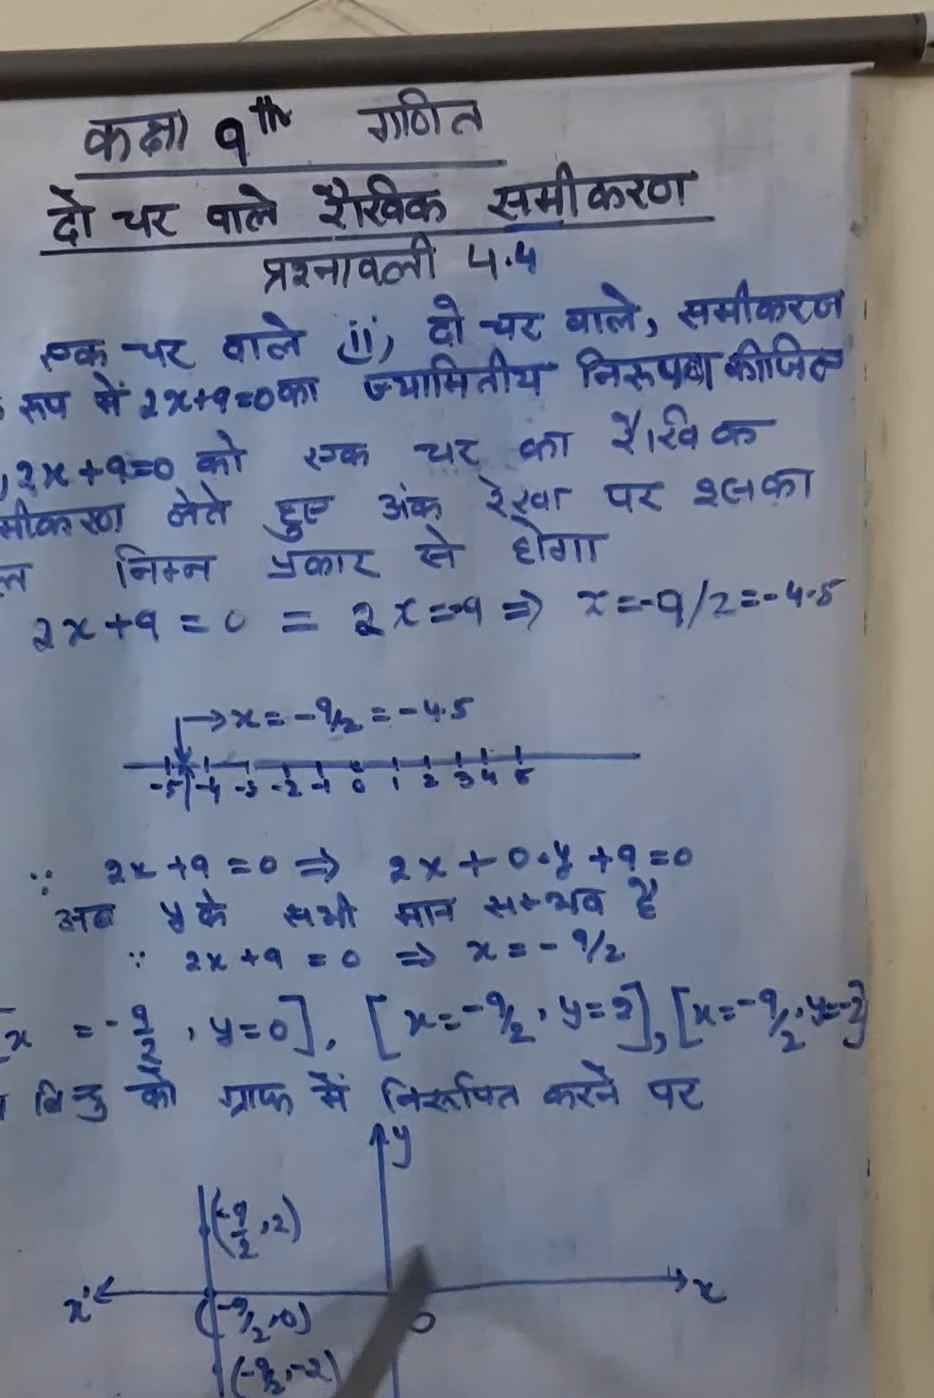 कक्षा 9th गणित
दो चर वाले रैखिक समीकरण
प्रश्नावली 4.4
एक चर वाले (ii), दो चर वाले, समीकरण
रूप में 2x+9=0 का ज्यामितीय निरूपण कीजिए
2x+9=0 को एक चर का रैखिक
मीकरण लेते हुए अंक रेखा पर इसका
ल निम्न प्रकार से होगा
2x+9=0 = 2x=-9 ⇒ x=-9/2=-4.5
→x=-9/2=-4.5
-5 -4 -3 -2 -1 0 1 2 3 4 5
∵ 2x+9=0 ⇒ 2x+0.y+9=0
अब y के सभी मान सम्भव है
∵ 2x+9=0 ⇒ x=-9/2
[x=-9/2, y=0], [x=-9/2, y=2], [x=-9/2, y=-2]
बिन्दु को ग्राफ में निरूपित करने पर
y
(-9/2, 2)
x' x
(-9/2, 0) 0
(-9/2, -2)